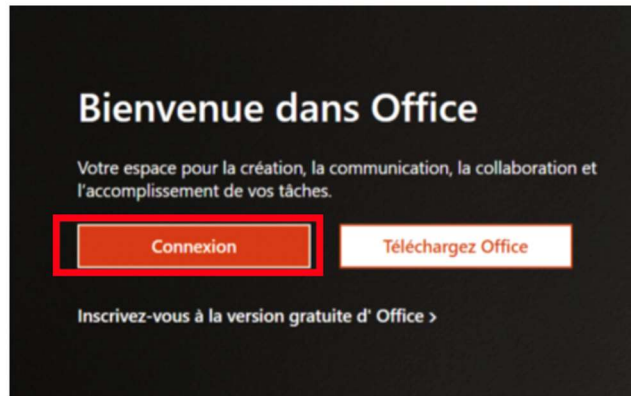 Bienvenue dans Office
Votre espace pour la création, la communication, la collaboration et
l'accomplissement de vos tâches.
Connexion
Téléchargez Office
Inscrivez-vous à la version gratuite d' Office >